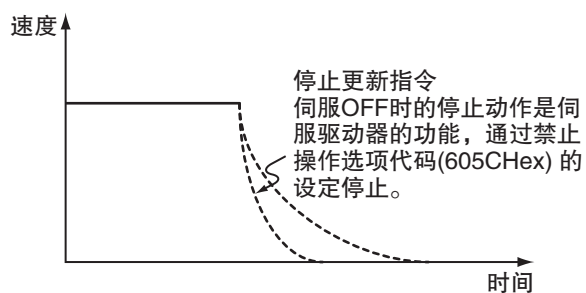 速度
停止更新指令
伺服OFF时的停止动作是伺
服驱动器的功能，通过禁止
操作选项代码(605CHex) 的
设定停止。
时间